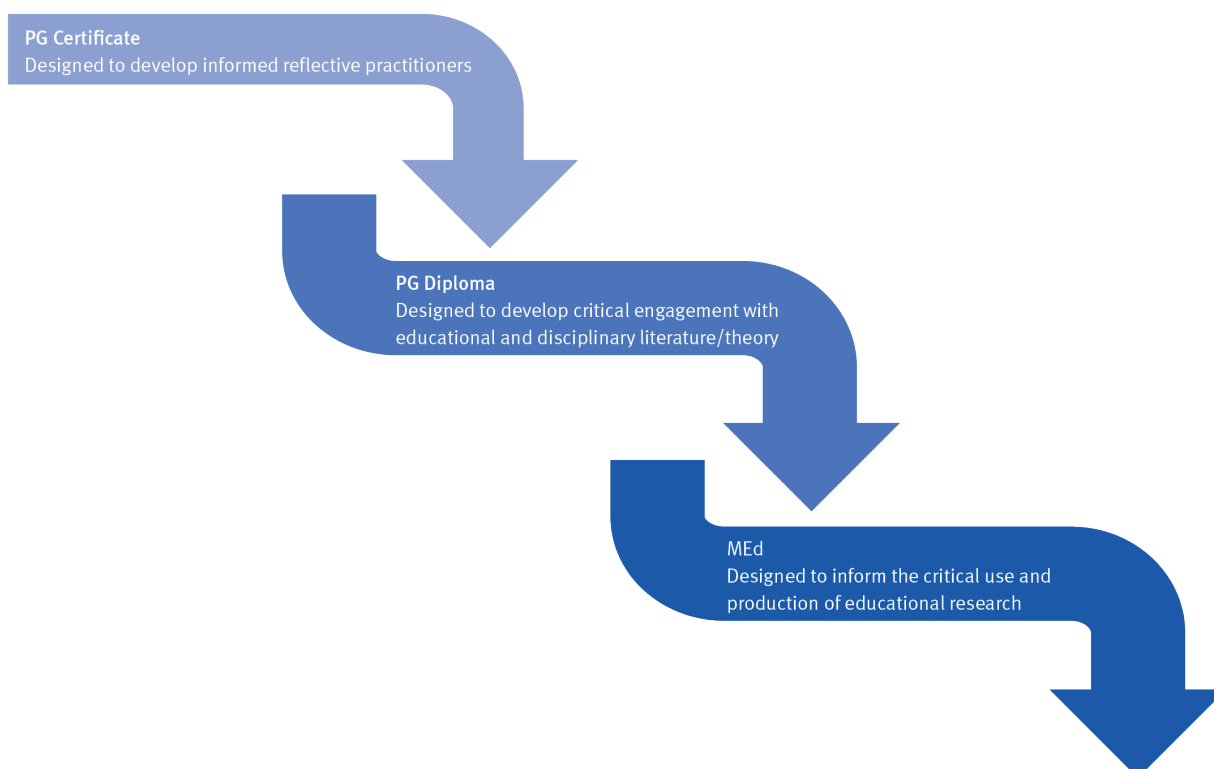 PG Certificate
Designed to develop informed reflective practitioners
PG Diploma
Designed to develop critical engagement with
educational and disciplinary literature/theory
MEd
Designed to inform the critical use and
production of educational research